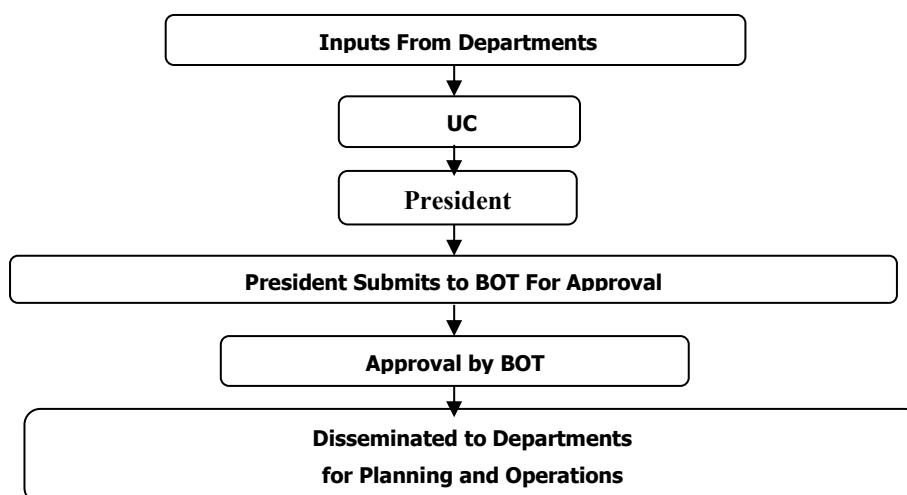 Inputs From Departments
UC
President
President Submits to BOT For Approval
Approval by BOT
Disseminated to Departments
for Planning and Operations